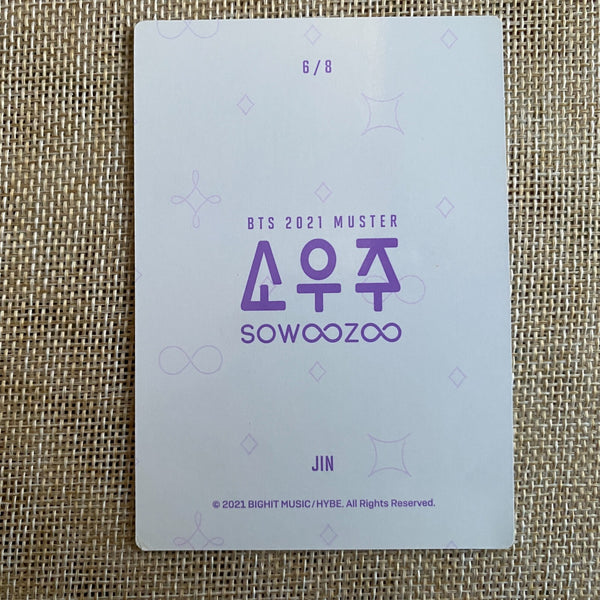 6/8
BTS 2021 MUSTER
소우주
SOWOOZOO
JIN
© 2021 BIGHIT MUSIC/HYBE. All Rights Reserved.